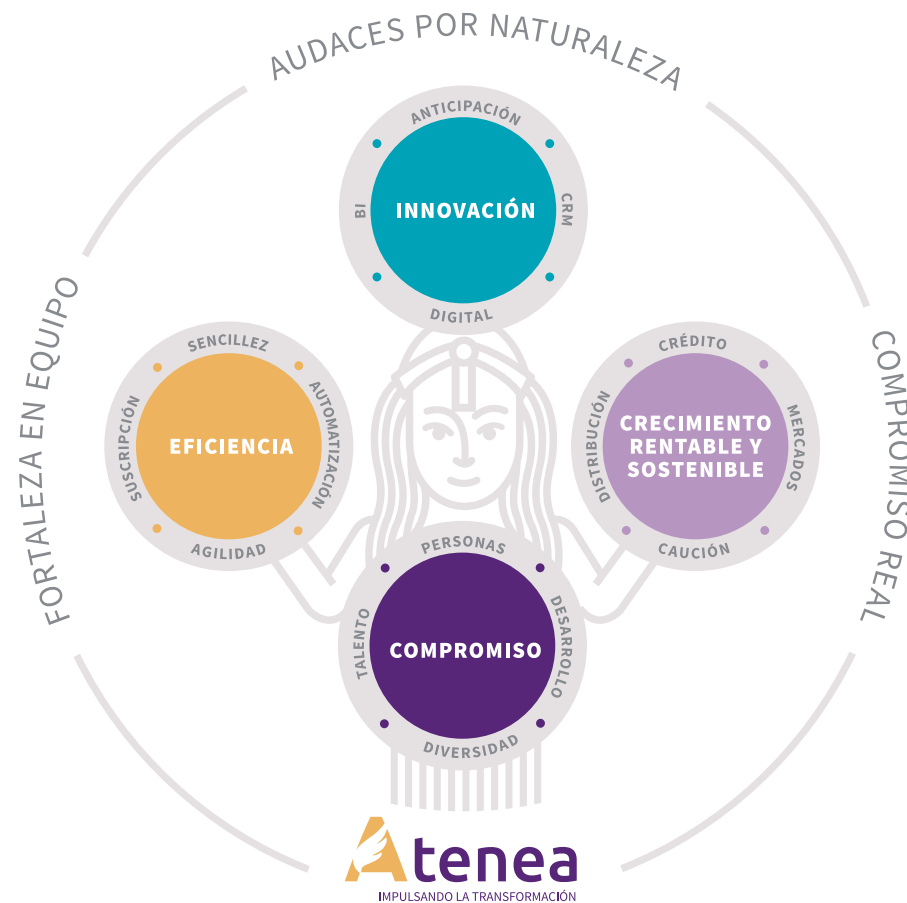 AUDACES POR NATURALEZA
ANTICIPACIÓN
BI
INNOVACIÓN
CRM
DIGITAL
FORTALEZA EN EQUIPO
COMPROMISO REAL
SENCILLEZ
SUSCRIPCIÓN
EFICIENCIA
AUTOMATIZACIÓN
AGILIDAD
CRÉDITO
DISTRIBUCIÓN
CRECIMIENTO
RENTABLE Y
SOSTENIBLE
MERCADOS
CAUCIÓN
PERSONAS
TALENTO
COMPROMISO
DESARROLLO
DIVERSIDAD
Atenea
IMPULSANDO LA TRANSFORMACIÓN